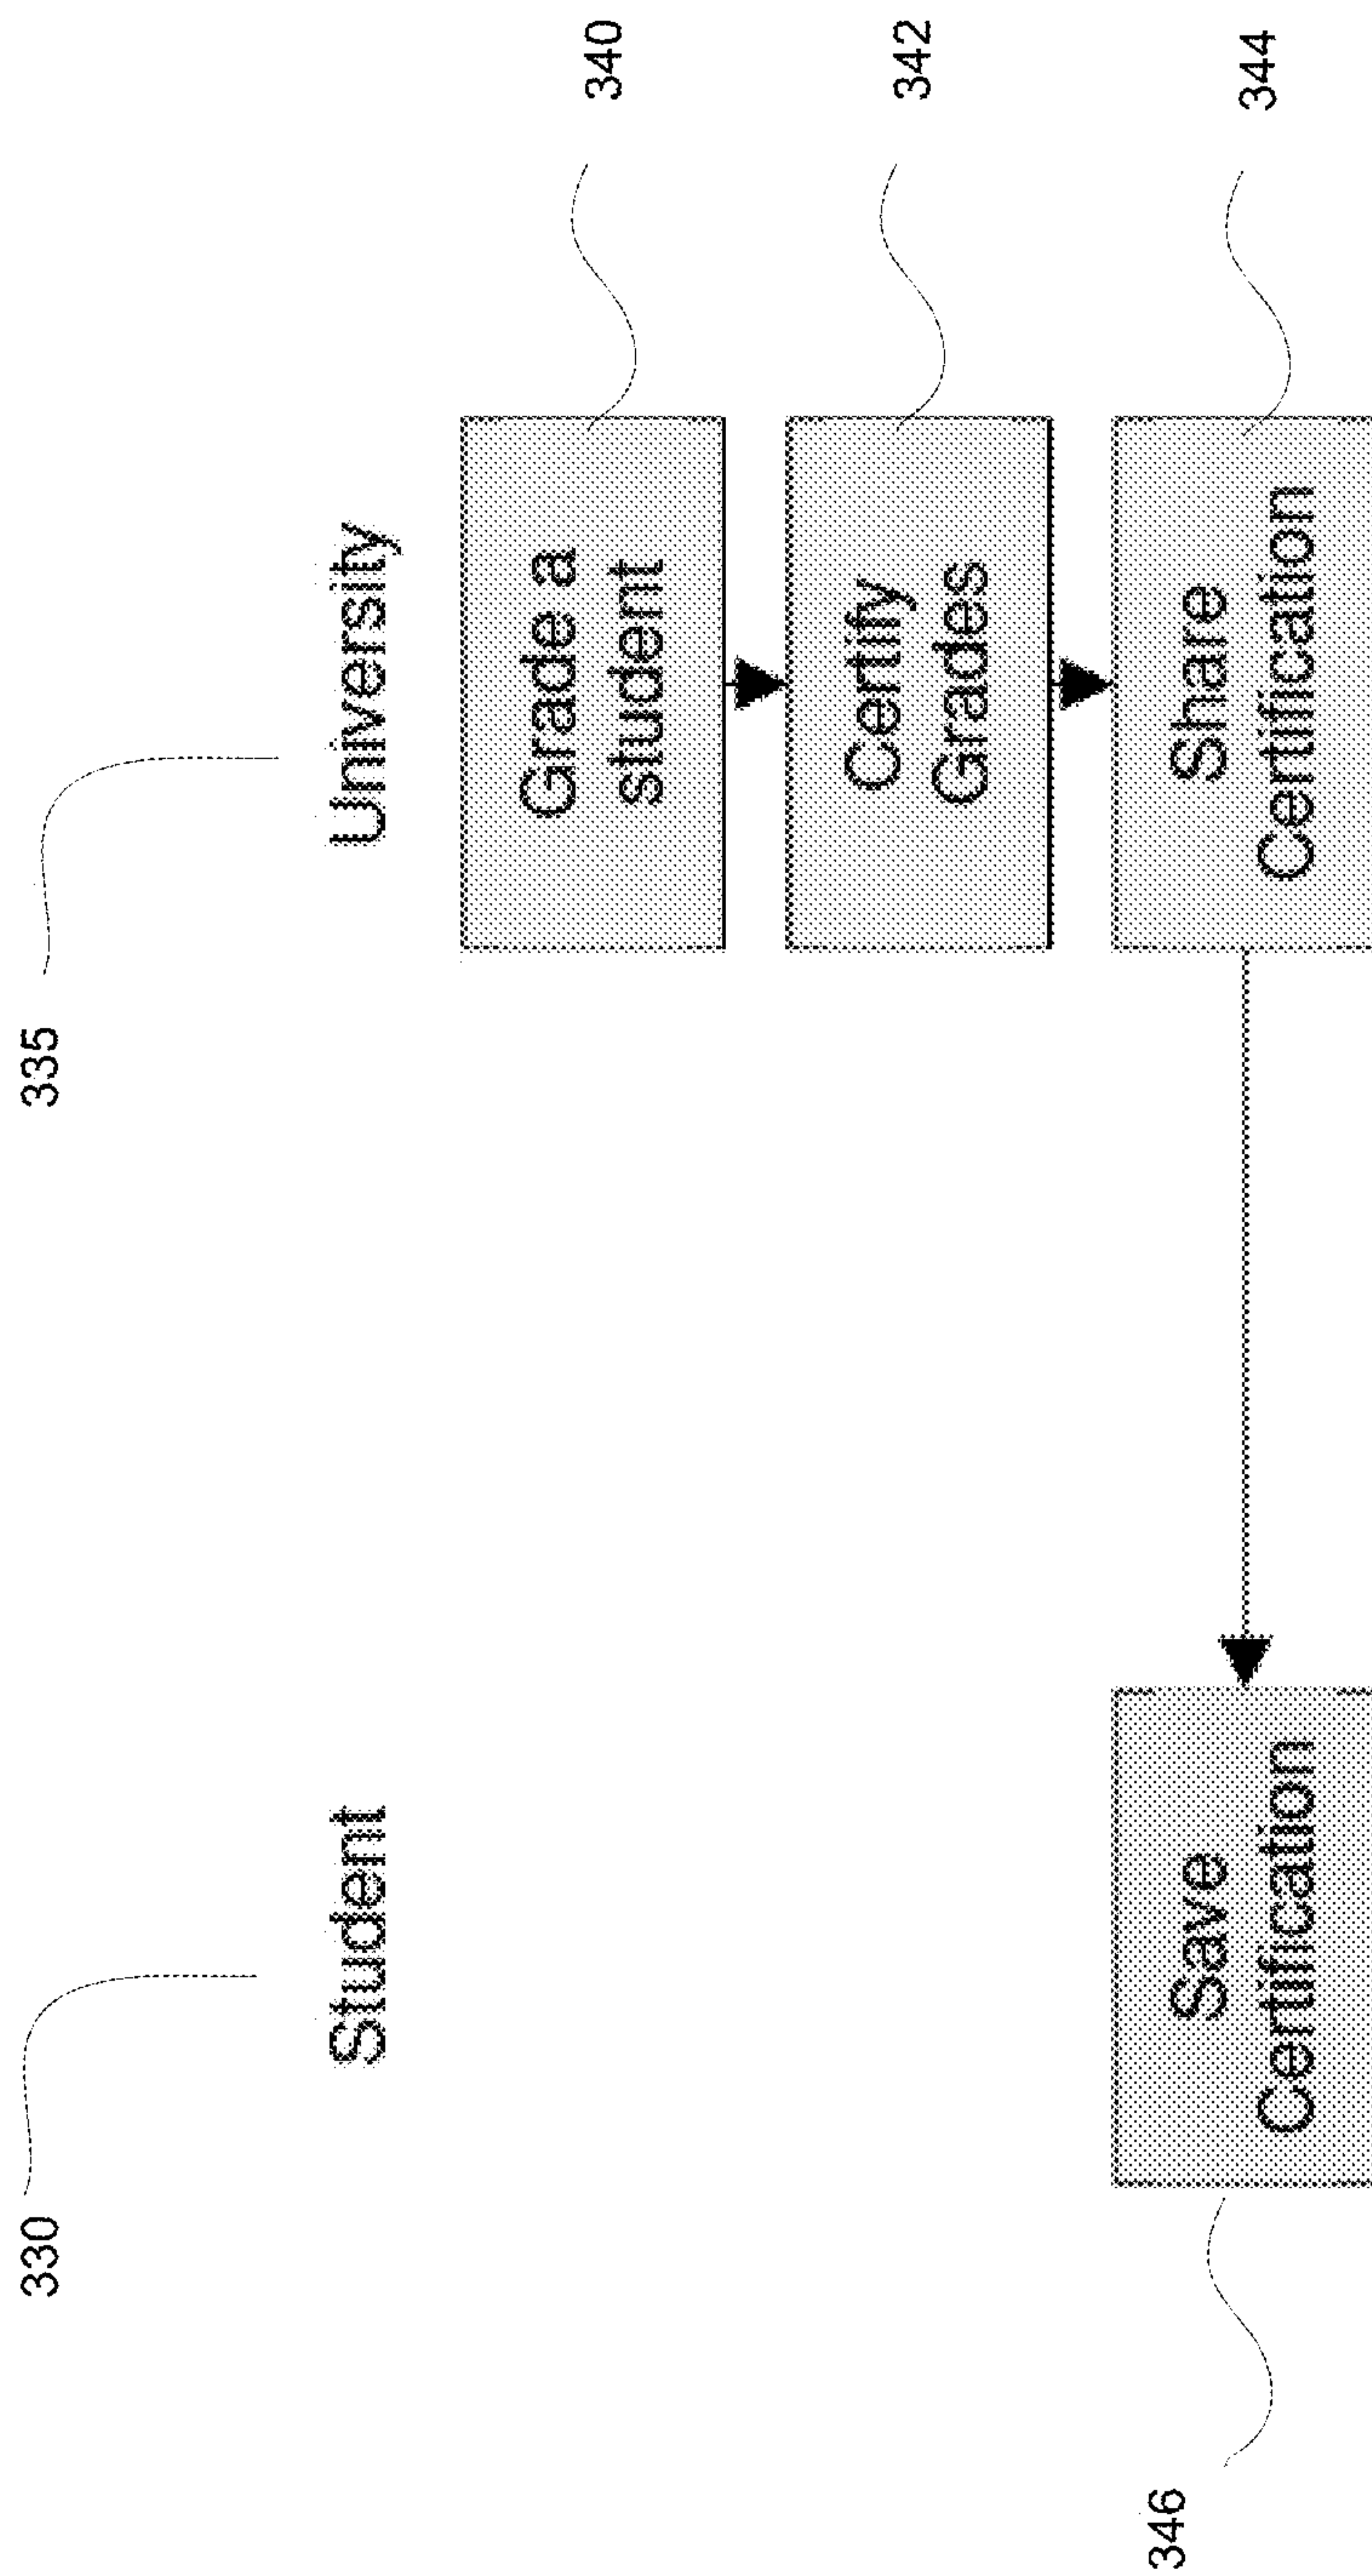 330
335
Student
University
Grade a
student
340
Certify
Grades
342
346
Save
Certification
Share
Certification
344